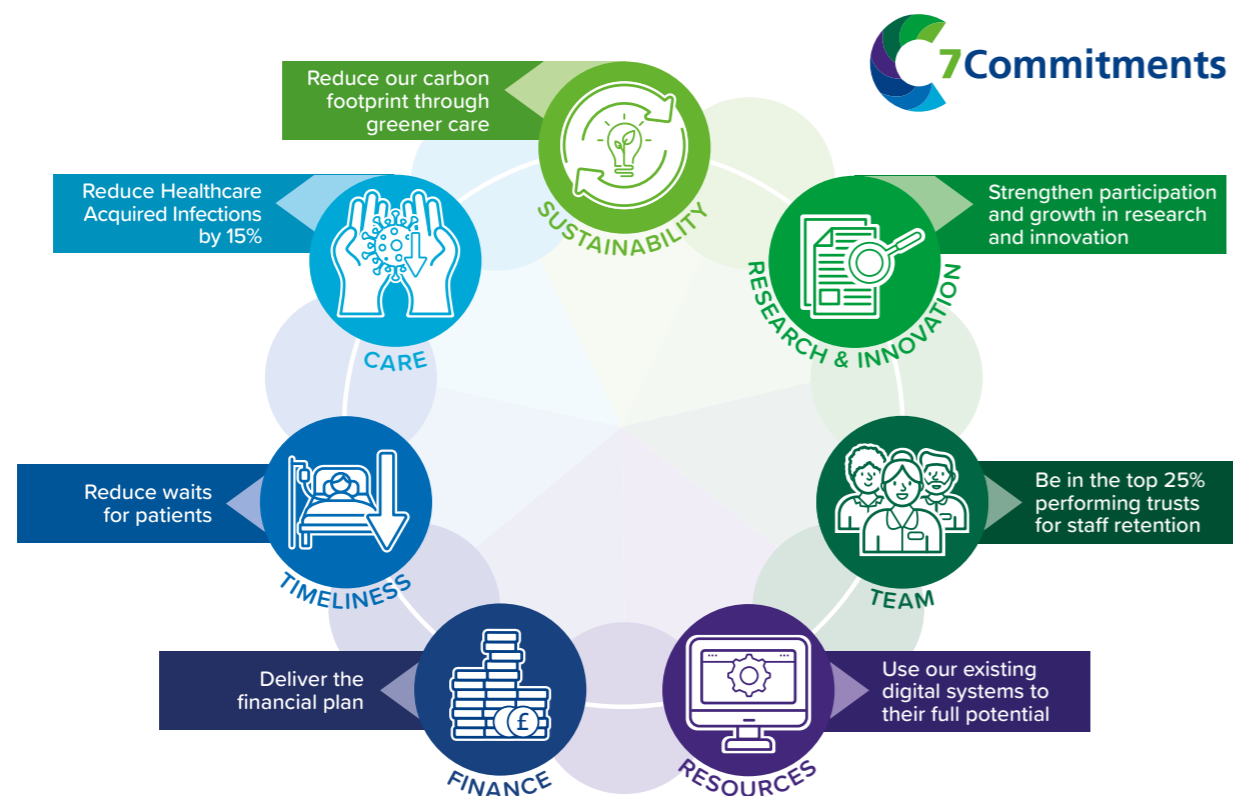 7Commitments
Reduce our carbon
footprint through
greener care
SUSTAINABILITY
Strengthen participation
and growth in research
and innovation
RESEARCH & INNOVATION
Be in the top 25%
performing trusts
for staff retention
TEAM
Use our existing
digital systems to
their full potential
RESOURCES
Deliver the
financial plan
£
FINANCE
Reduce waits
for patients
TIMELINESS
Reduce Healthcare
Acquired Infections
by 15%
CARE